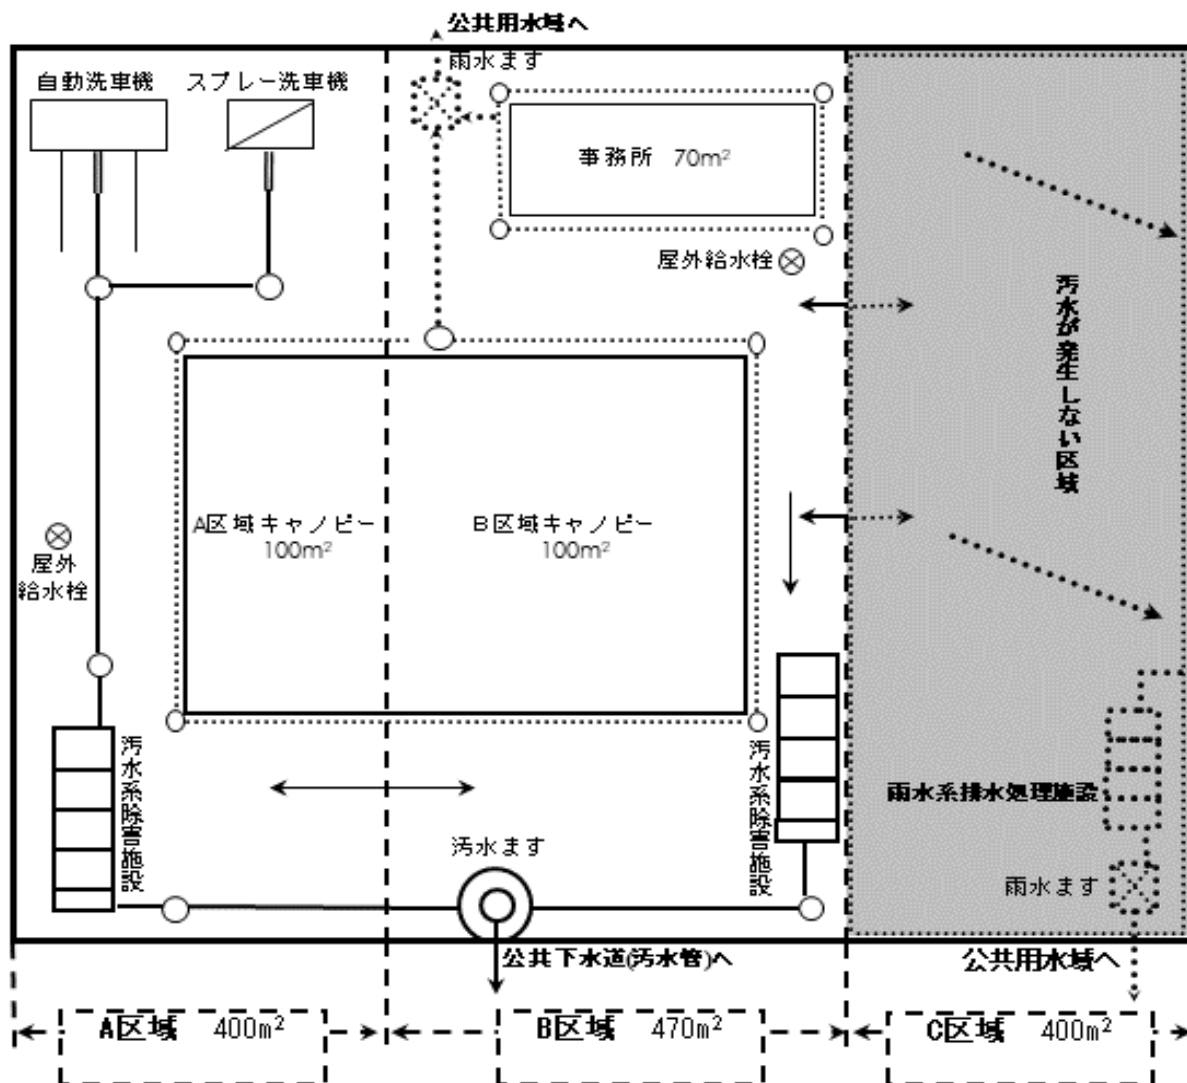 公共用水域へ
雨水ます
自動洗車機
スプレー洗車機
事務所 70m²
屋外給水栓
汚水が発生しない区域
A区域キャノピー
100m²
B区域キャノピー
100m²
屋外
給水栓
汚水系除害施設
汚水系除害施設
雨水系排水処理施設
汚水ます
雨水ます
公共下水道(汚水管)へ
公共用水域へ
A区域 400m²
B区域 470m²
C区域 400m²